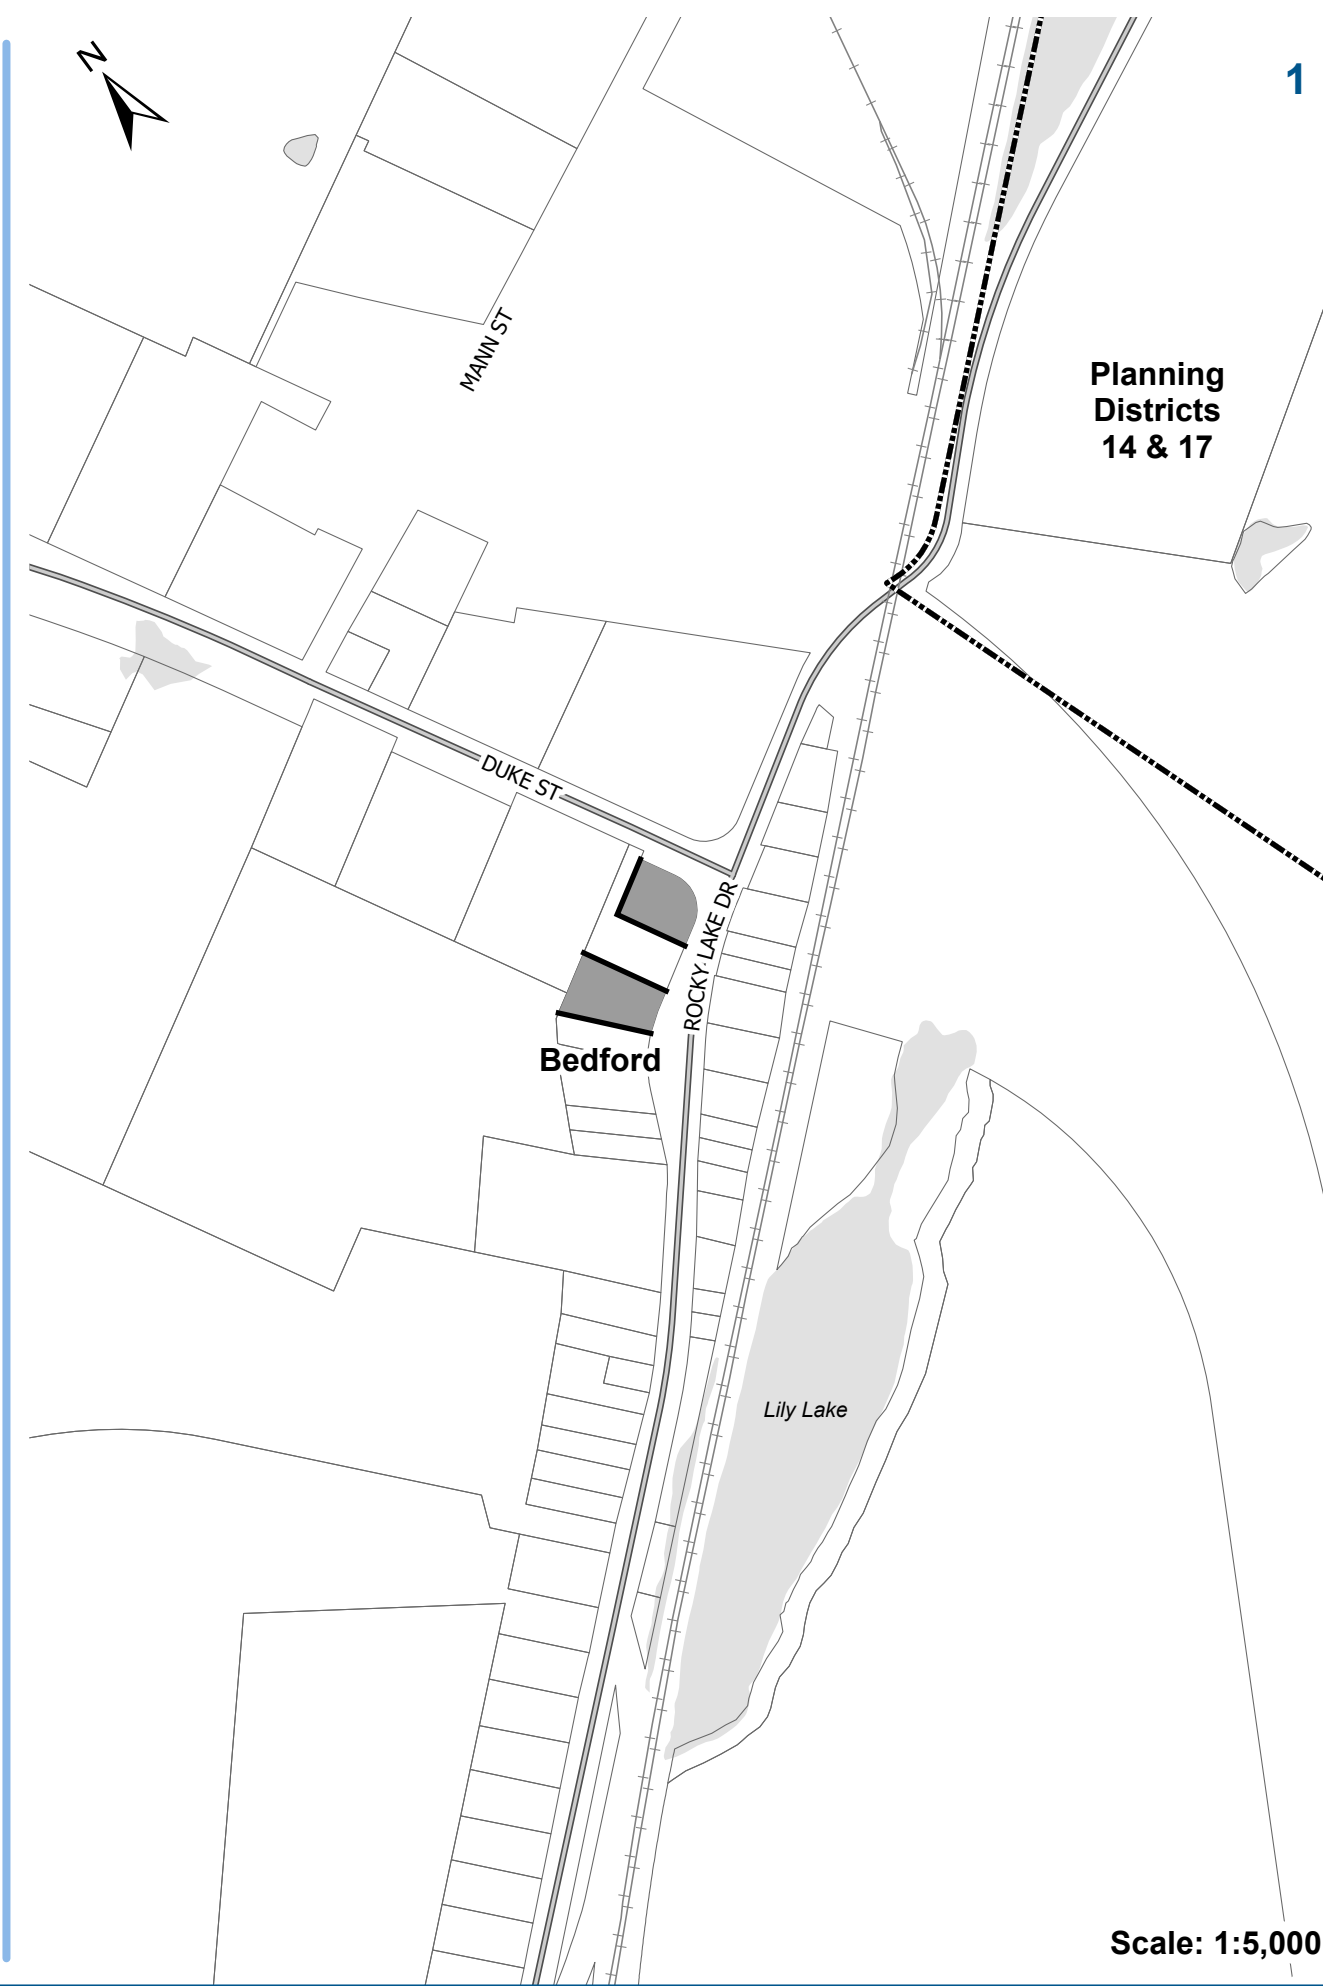 N
1
MANN ST
Planning
Districts
14 & 17
DUKE ST
ROCKY LAKE DR
Bedford
Lily Lake
Scale: 1:5,000